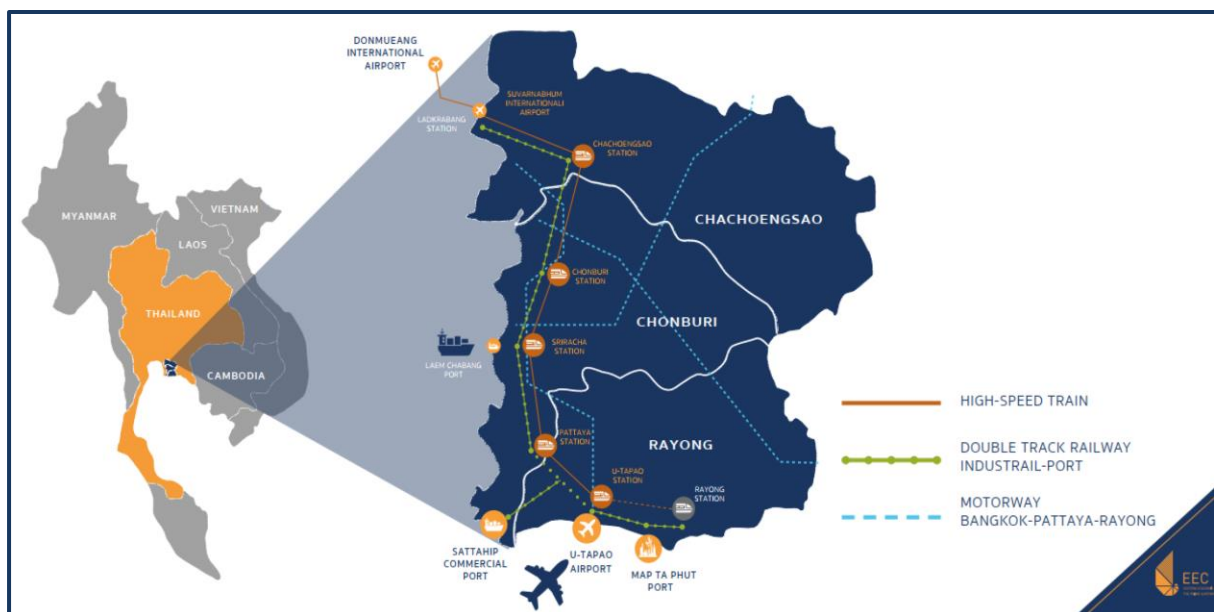 DONMUEANG
INTERNATIONAL
AIRPORT
SUVARNABHUM
INTERNATIONALI
AIRPORT
LADKRABANG
STATION
CHACHOENGSAO
STATION
MYANMAR
VIETNAM
LAOS
THAILAND
CAMBODIA
CHACHOENGSAO
CHONBURI
STATION
CHONBURI
SRIRACHA
STATION
LAEM CHABANG
PORT
PATTAYA
STATION
RAYONG
U-TAPAO
STATION
RAYONG
STATION
SATTAHIP
COMMERCIAL
PORT
U-TAPAO
AIRPORT
MAP TA PHUT
PORT
HIGH-SPEED TRAIN
DOUBLE TRACK RAILWAY
INDUSTRAIL-PORT
MOTORWAY
BANGKOK-PATTAYA-RAYONG
EEC